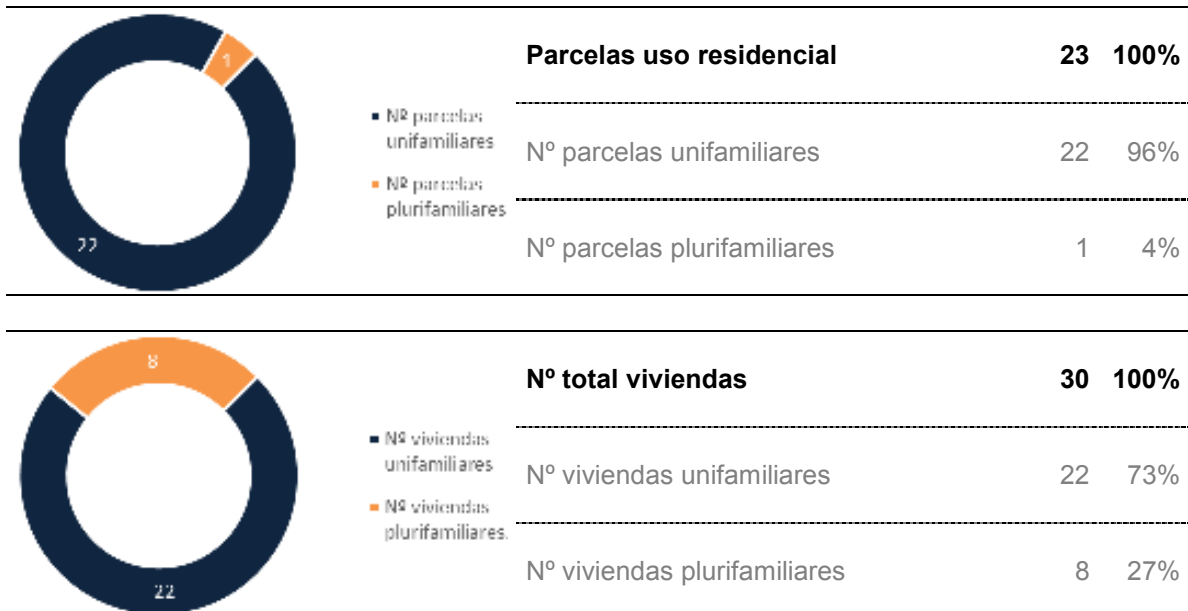 1
22
Nº parcelas
unifamiliares
Nº parcelas
plurifamiliares
Parcelas uso residencial 23 100%
Nº parcelas unifamiliares 22 96%
Nº parcelas plurifamiliares 1 4%
8
22
Nº viviendas
unifamiliares
Nº viviendas
plurifamiliares.
Nº total viviendas 30 100%
Nº viviendas unifamiliares 22 73%
Nº viviendas plurifamiliares 8 27%